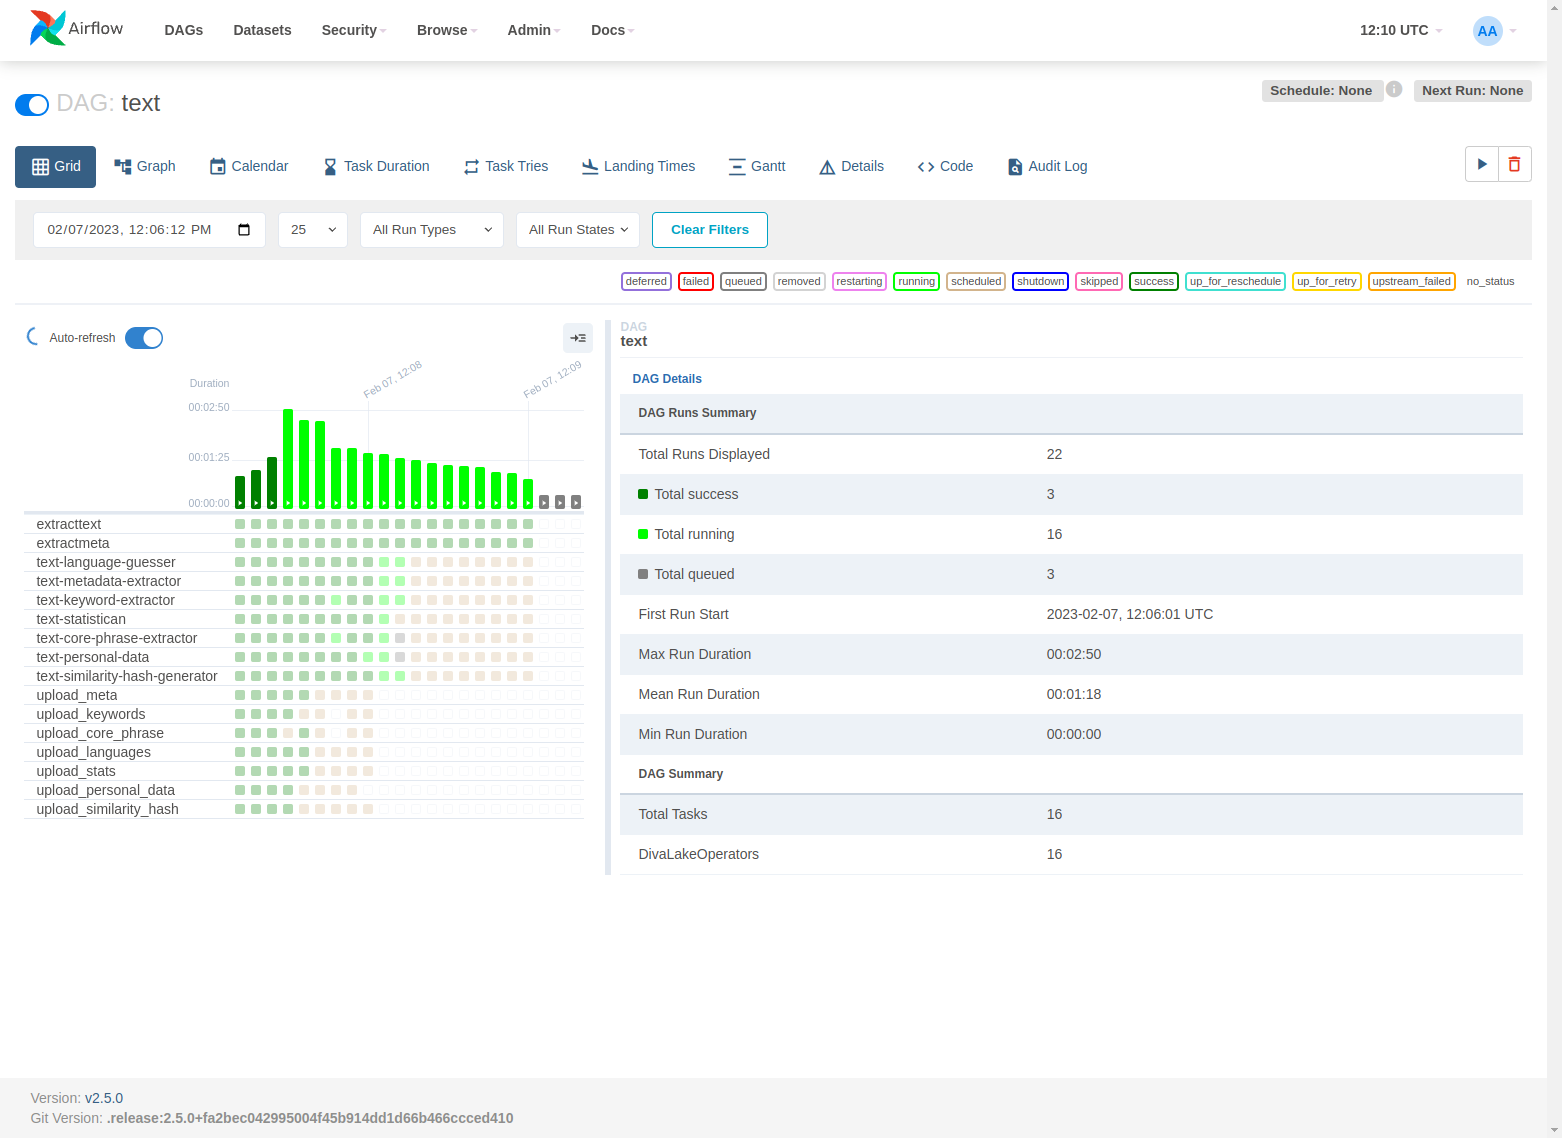 Airflow DAGs Datasets Security Browse Admin Docs 12:10 UTC AA
DAG: text
Schedule: None Next Run: None
Grid Graph Calendar Task Duration Task Tries Landing Times Gantt Details Code Audit Log
02/07/2023, 12:06:12 PM 25 All Run Types All Run States Clear Filters
deferred failed queued removed restarting running scheduled shutdown skipped success up_for_reschedule up_for_retry upstream_failed no_status
Auto-refresh
Feb 07, 12:08 Feb 07, 12:09
Duration
00:02:50
00:01:25
00:00:00
extracttext
extractmeta
text-language-guesser
text-metadata-extractor
text-keyword-extractor
text-statistican
text-core-phrase-extractor
text-personal-data
text-similarity-hash-generator
upload_meta
upload_keywords
upload_core_phrase
upload_languages
upload_stats
upload_personal_data
upload_similarity_hash
DAG
text
DAG Details
DAG Runs Summary
Total Runs Displayed 22
Total success 3
Total running 16
Total queued 3
First Run Start 2023-02-07, 12:06:01 UTC
Max Run Duration 00:02:50
Mean Run Duration 00:01:18
Min Run Duration 00:00:00
DAG Summary
Total Tasks 16
DivaLakeOperators 16
Version: v2.5.0
Git Version: .release:2.5.0+fa2bec042995004f45b914dd1d66b466ccced410